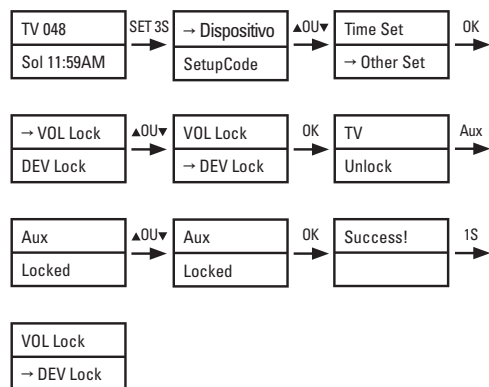 TV 048
Sol 11:59AM
SET 3S
→ Dispositivo
SetupCode
▲OU▼
Time Set
→ Other Set
OK
→ VOL Lock
DEV Lock
▲OU▼
VOL Lock
→ DEV Lock
OK
TV
Unlock
Aux
Aux
Locked
▲OU▼
Aux
Locked
OK
Success!
1S
VOL Lock
→ DEV Lock